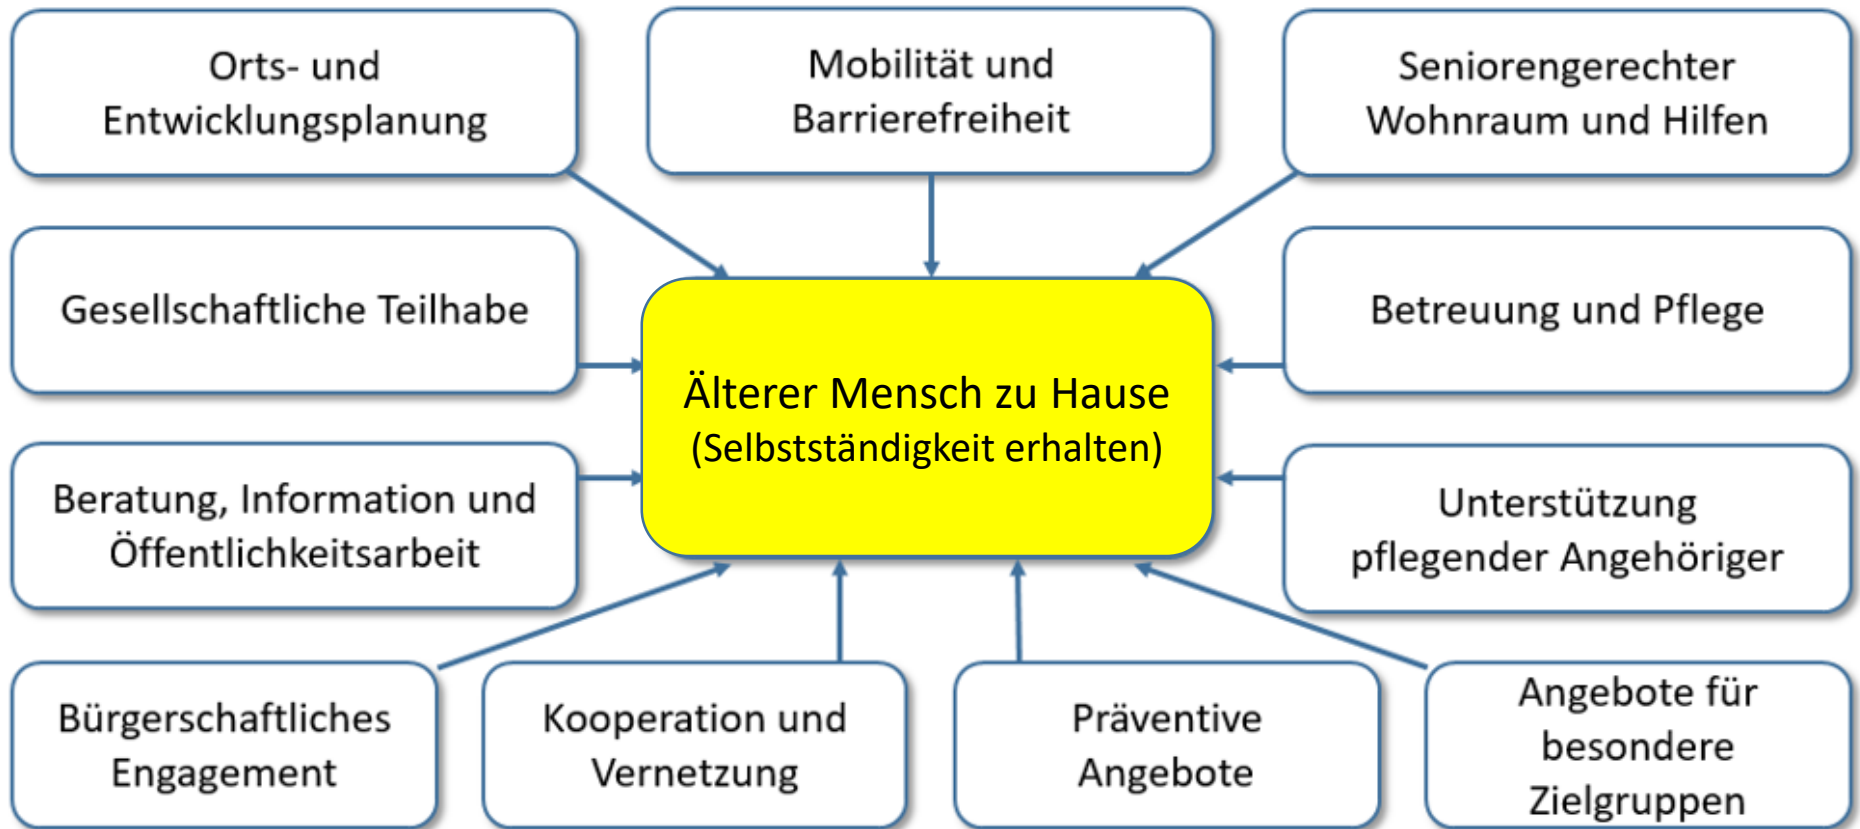 Orts- und
Entwicklungsplanung
Mobilität und
Barrierefreiheit
Seniorengerechter
Wohnraum und Hilfen
Gesellschaftliche Teilhabe
Betreuung und Pflege
Älterer Mensch zu Hause
(Selbstständigkeit erhalten)
Beratung, Information und
Öffentlichkeitsarbeit
Unterstützung
pflegender Angehöriger
Bürgerschaftliches
Engagement
Kooperation und
Vernetzung
Präventive
Angebote
Angebote für
besondere
Zielgruppen